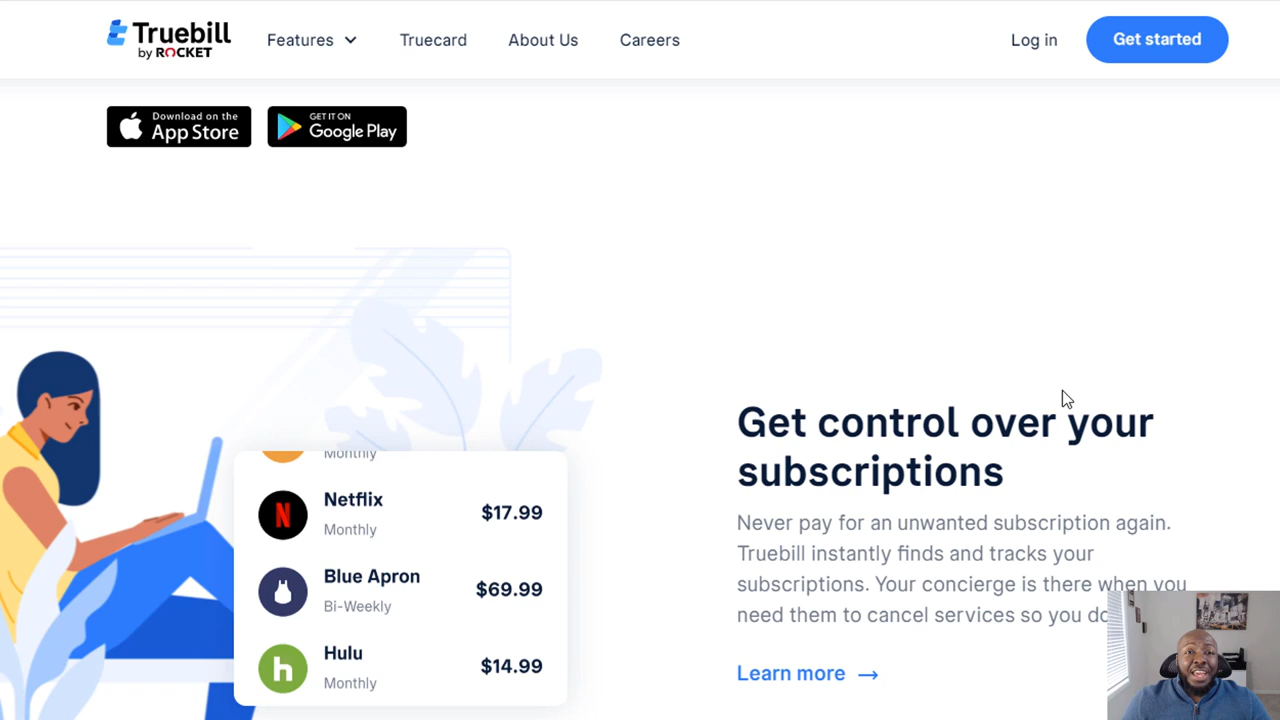 Truebill
by ROCKET
Features
Truecard
About Us
Careers
Log in
Get started
Download on the
App Store
GET IT ON
Google Play
Monthly
Netflix
Monthly
$17.99
Blue Apron
Bi-Weekly
$69.99
Hulu
Monthly
$14.99
Get control over your
subscriptions
Never pay for an unwanted subscription again.
Truebill instantly finds and tracks your
subscriptions. Your concierge is there when you
need them to cancel services so you
Learn more →